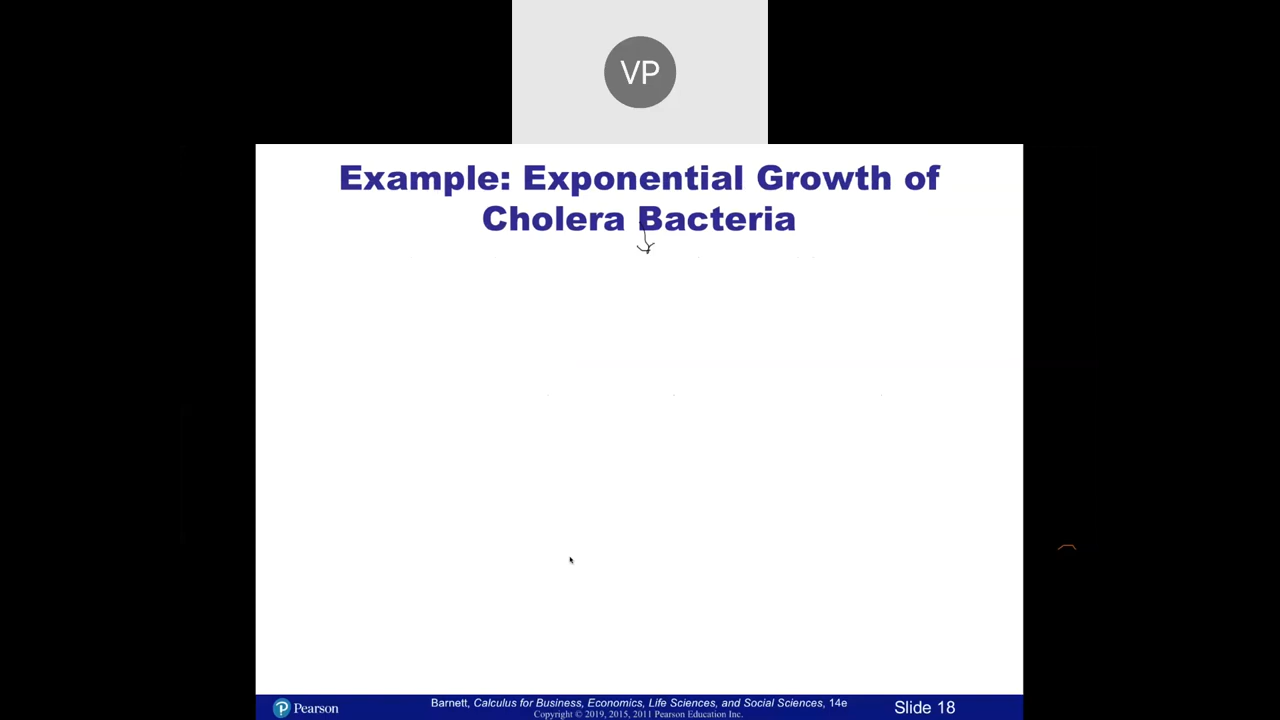 VP
Example: Exponential Growth of
Cholera Bacteria
Pearson
Barnett, Calculus for Business, Economics, Life Sciences, and Social Sciences, 14e
Copyright © 2019, 2015, 2011 Pearson Education Inc.
Slide 18